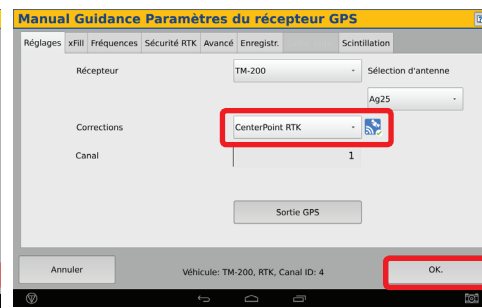 Manual Guidance Paramètres du récepteur GPS
Réglages xFill Fréquences Sécurité RTK Avancé Enregistr. Scintillation
Récepteur TM-200 Sélection d'antenne
Ag25
Corrections CenterPoint RTK
Canal 1
Sortie GPS
Annuler Véhicule: TM-200, RTK, Canal ID: 4 OK.